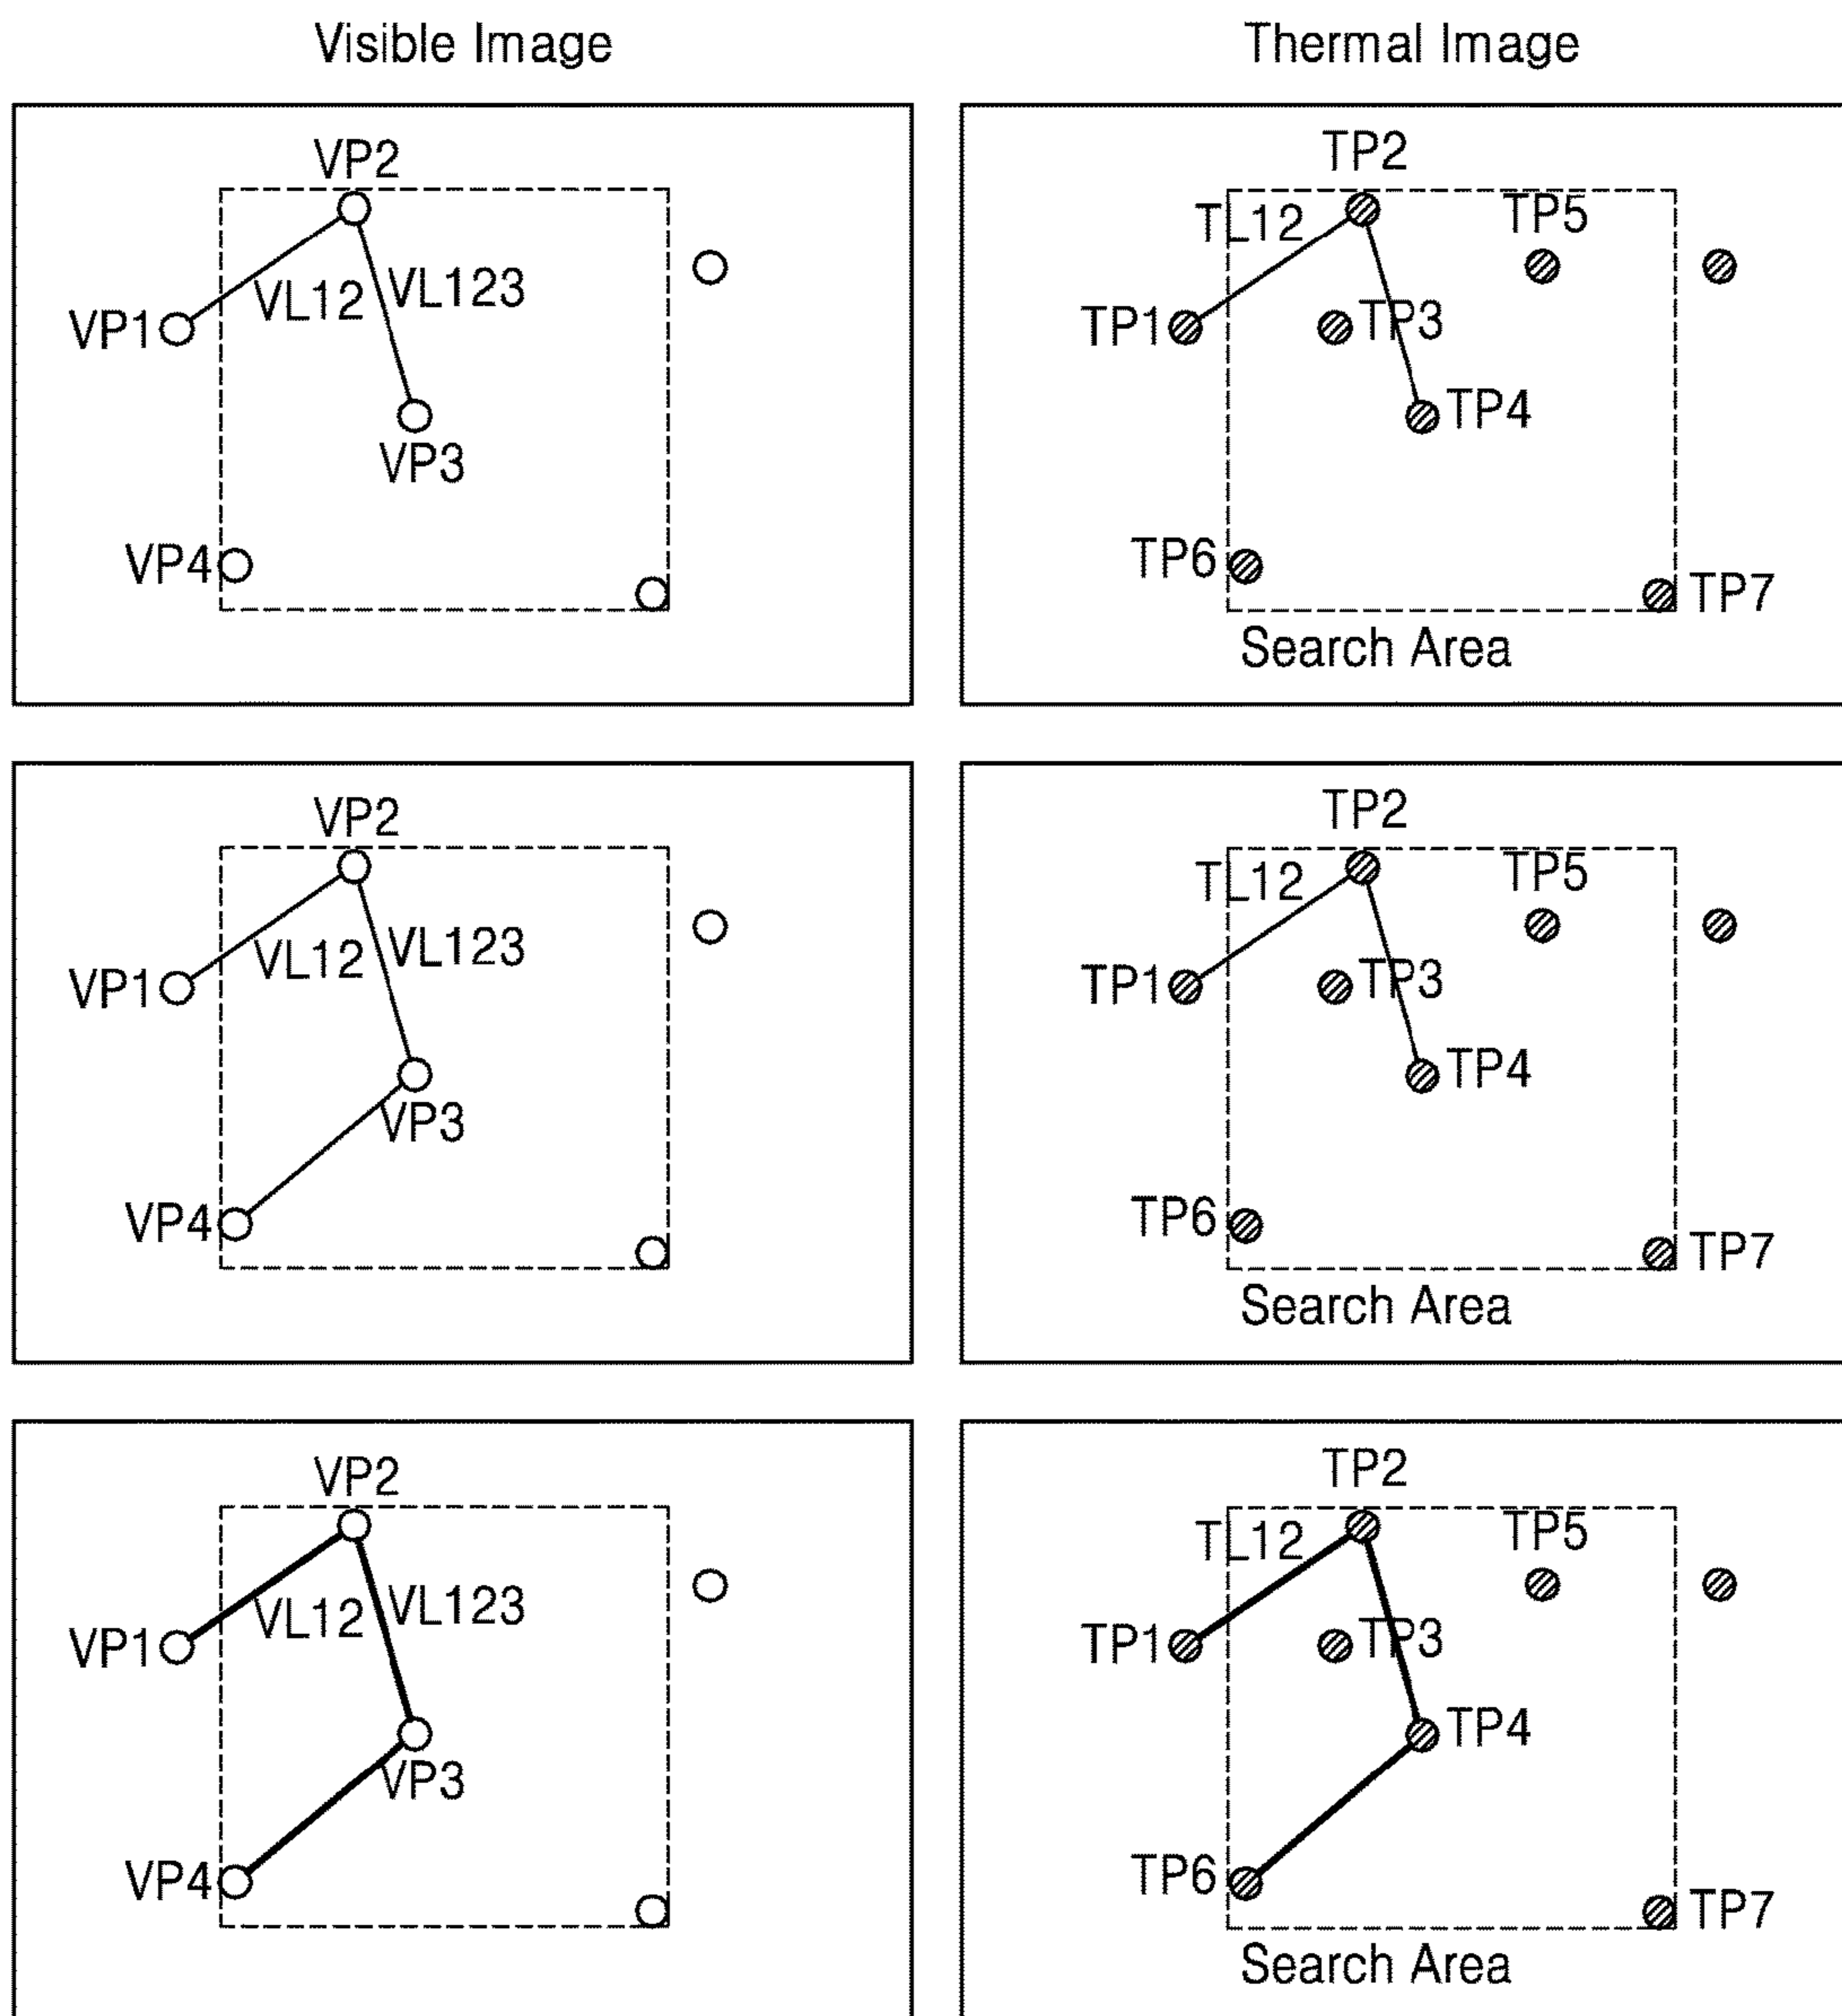 Visible Image
Thermal Image
VP2
VL12
VL123
VP1
VP3
VP4
TP2
TL12
TP5
TP1
TP3
TP4
TP6
TP7
Search Area
VP2
VL12
VL123
VP1
VP3
VP4
TP2
TL12
TP5
TP1
TP3
TP4
TP6
TP7
Search Area
VP2
VL12
VL123
VP1
VP3
VP4
TP2
TL12
TP5
TP1
TP3
TP4
TP6
TP7
Search Area